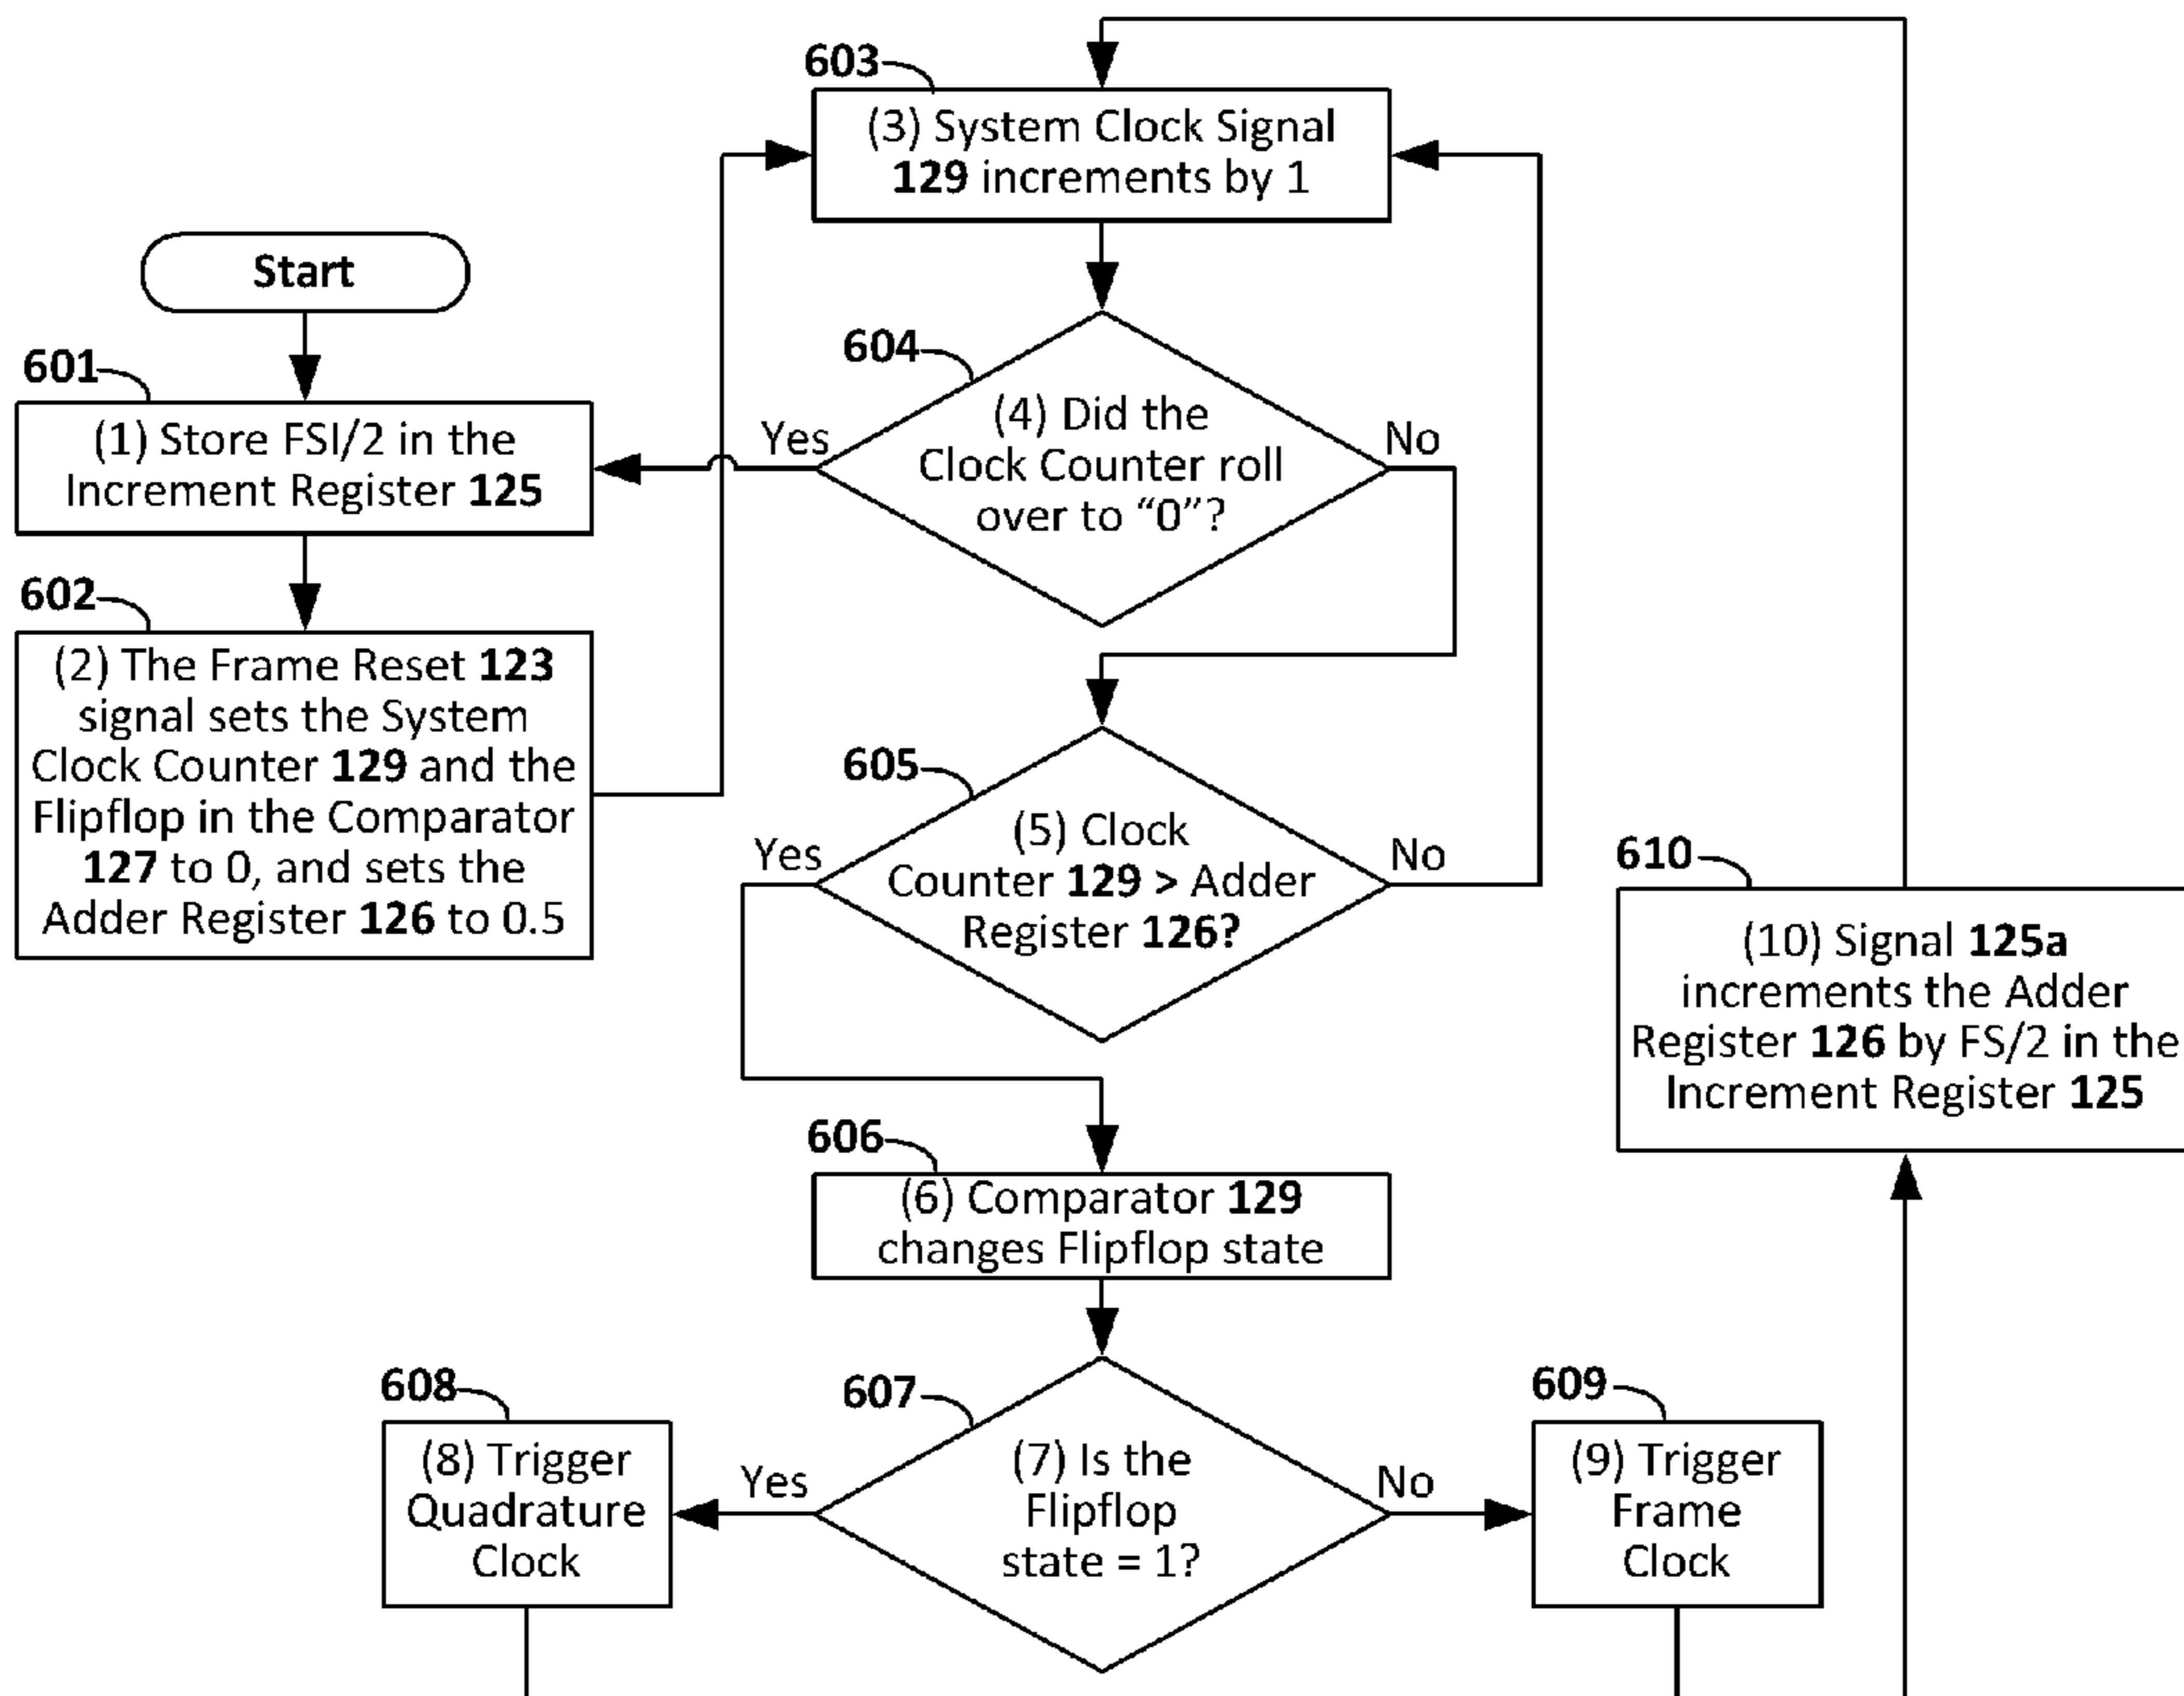 Start
601
(1) Store FSI/2 in the
Increment Register 125
602
(2) The Frame Reset 123
signal sets the System
Clock Counter 129 and the
Flipflop in the Comparator
127 to 0, and sets the
Adder Register 126 to 0.5
603
(3) System Clock Signal
129 increments by 1
604
(4) Did the
Clock Counter roll
over to “0”?
Yes
No
605
(5) Clock
Counter 129 > Adder
Register 126?
Yes
No
606
(6) Comparator 129
changes Flipflop state
607
(7) Is the
Flipflop
state = 1?
Yes
No
608
(8) Trigger
Quadrature
Clock
609
(9) Trigger
Frame
Clock
610
(10) Signal 125a
increments the Adder
Register 126 by FS/2 in the
Increment Register 125